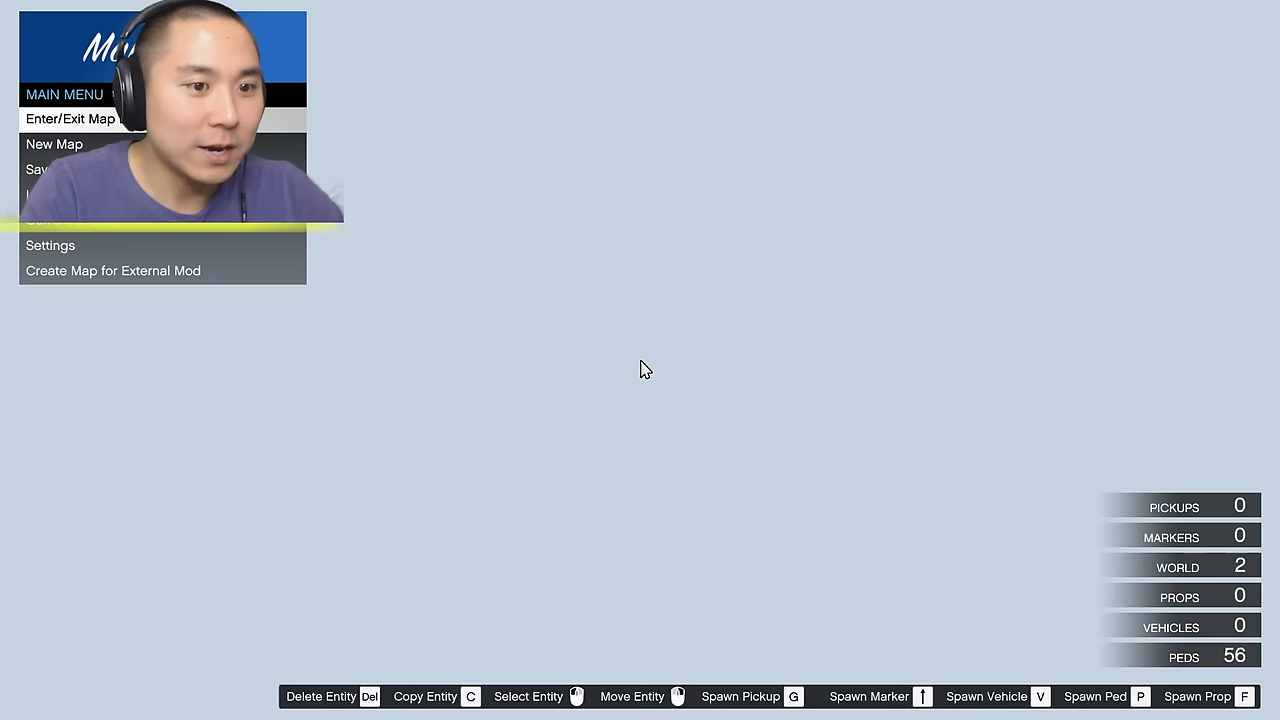 MAIN MENU
Enter/Exit Map
New Map
Settings
Create Map for External Mod
PICKUPS 0
MARKERS 0
WORLD 2
PROPS 0
VEHICLES 0
PEDS 56
Delete Entity Del Copy Entity C Select Entity Move Entity Spawn Pickup G Spawn Marker ↑ Spawn Vehicle V Spawn Ped P Spawn Prop F